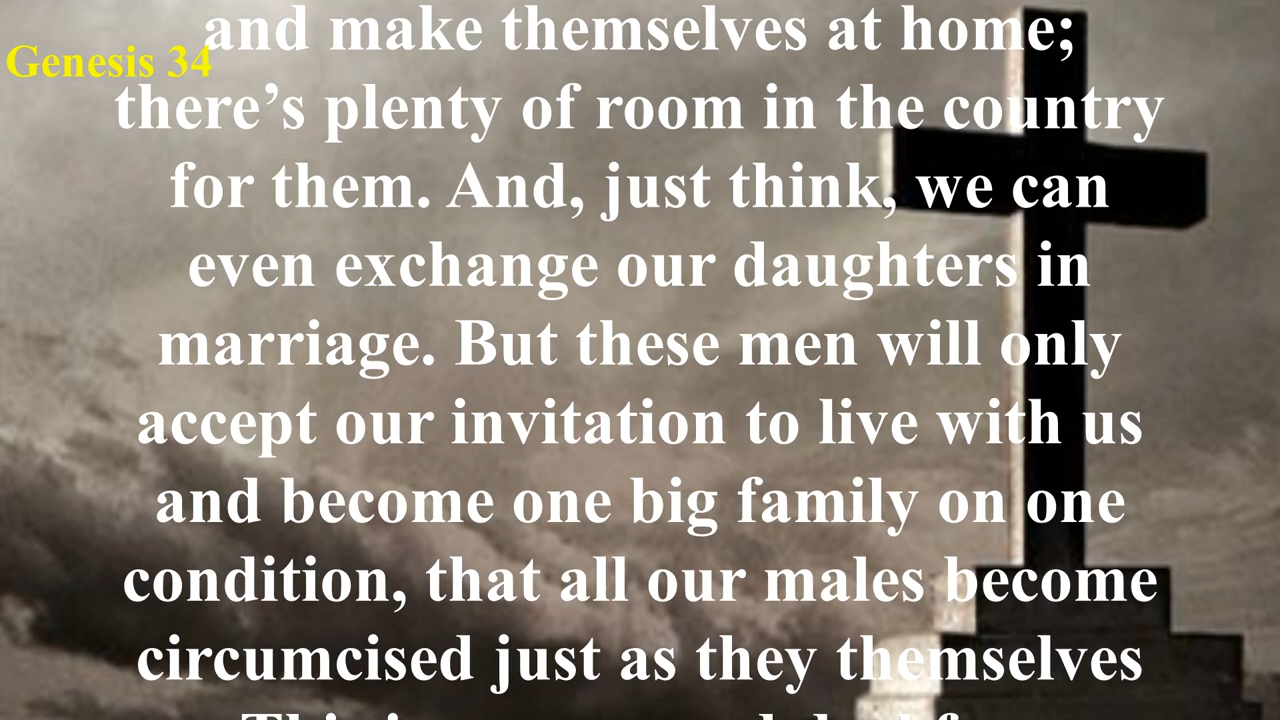 Genesis 34
and make themselves at home;
there’s plenty of room in the country
for them. And, just think, we can
even exchange our daughters in
marriage. But these men will only
accept our invitation to live with us
and become one big family on one
condition, that all our males become
circumcised just as they themselves